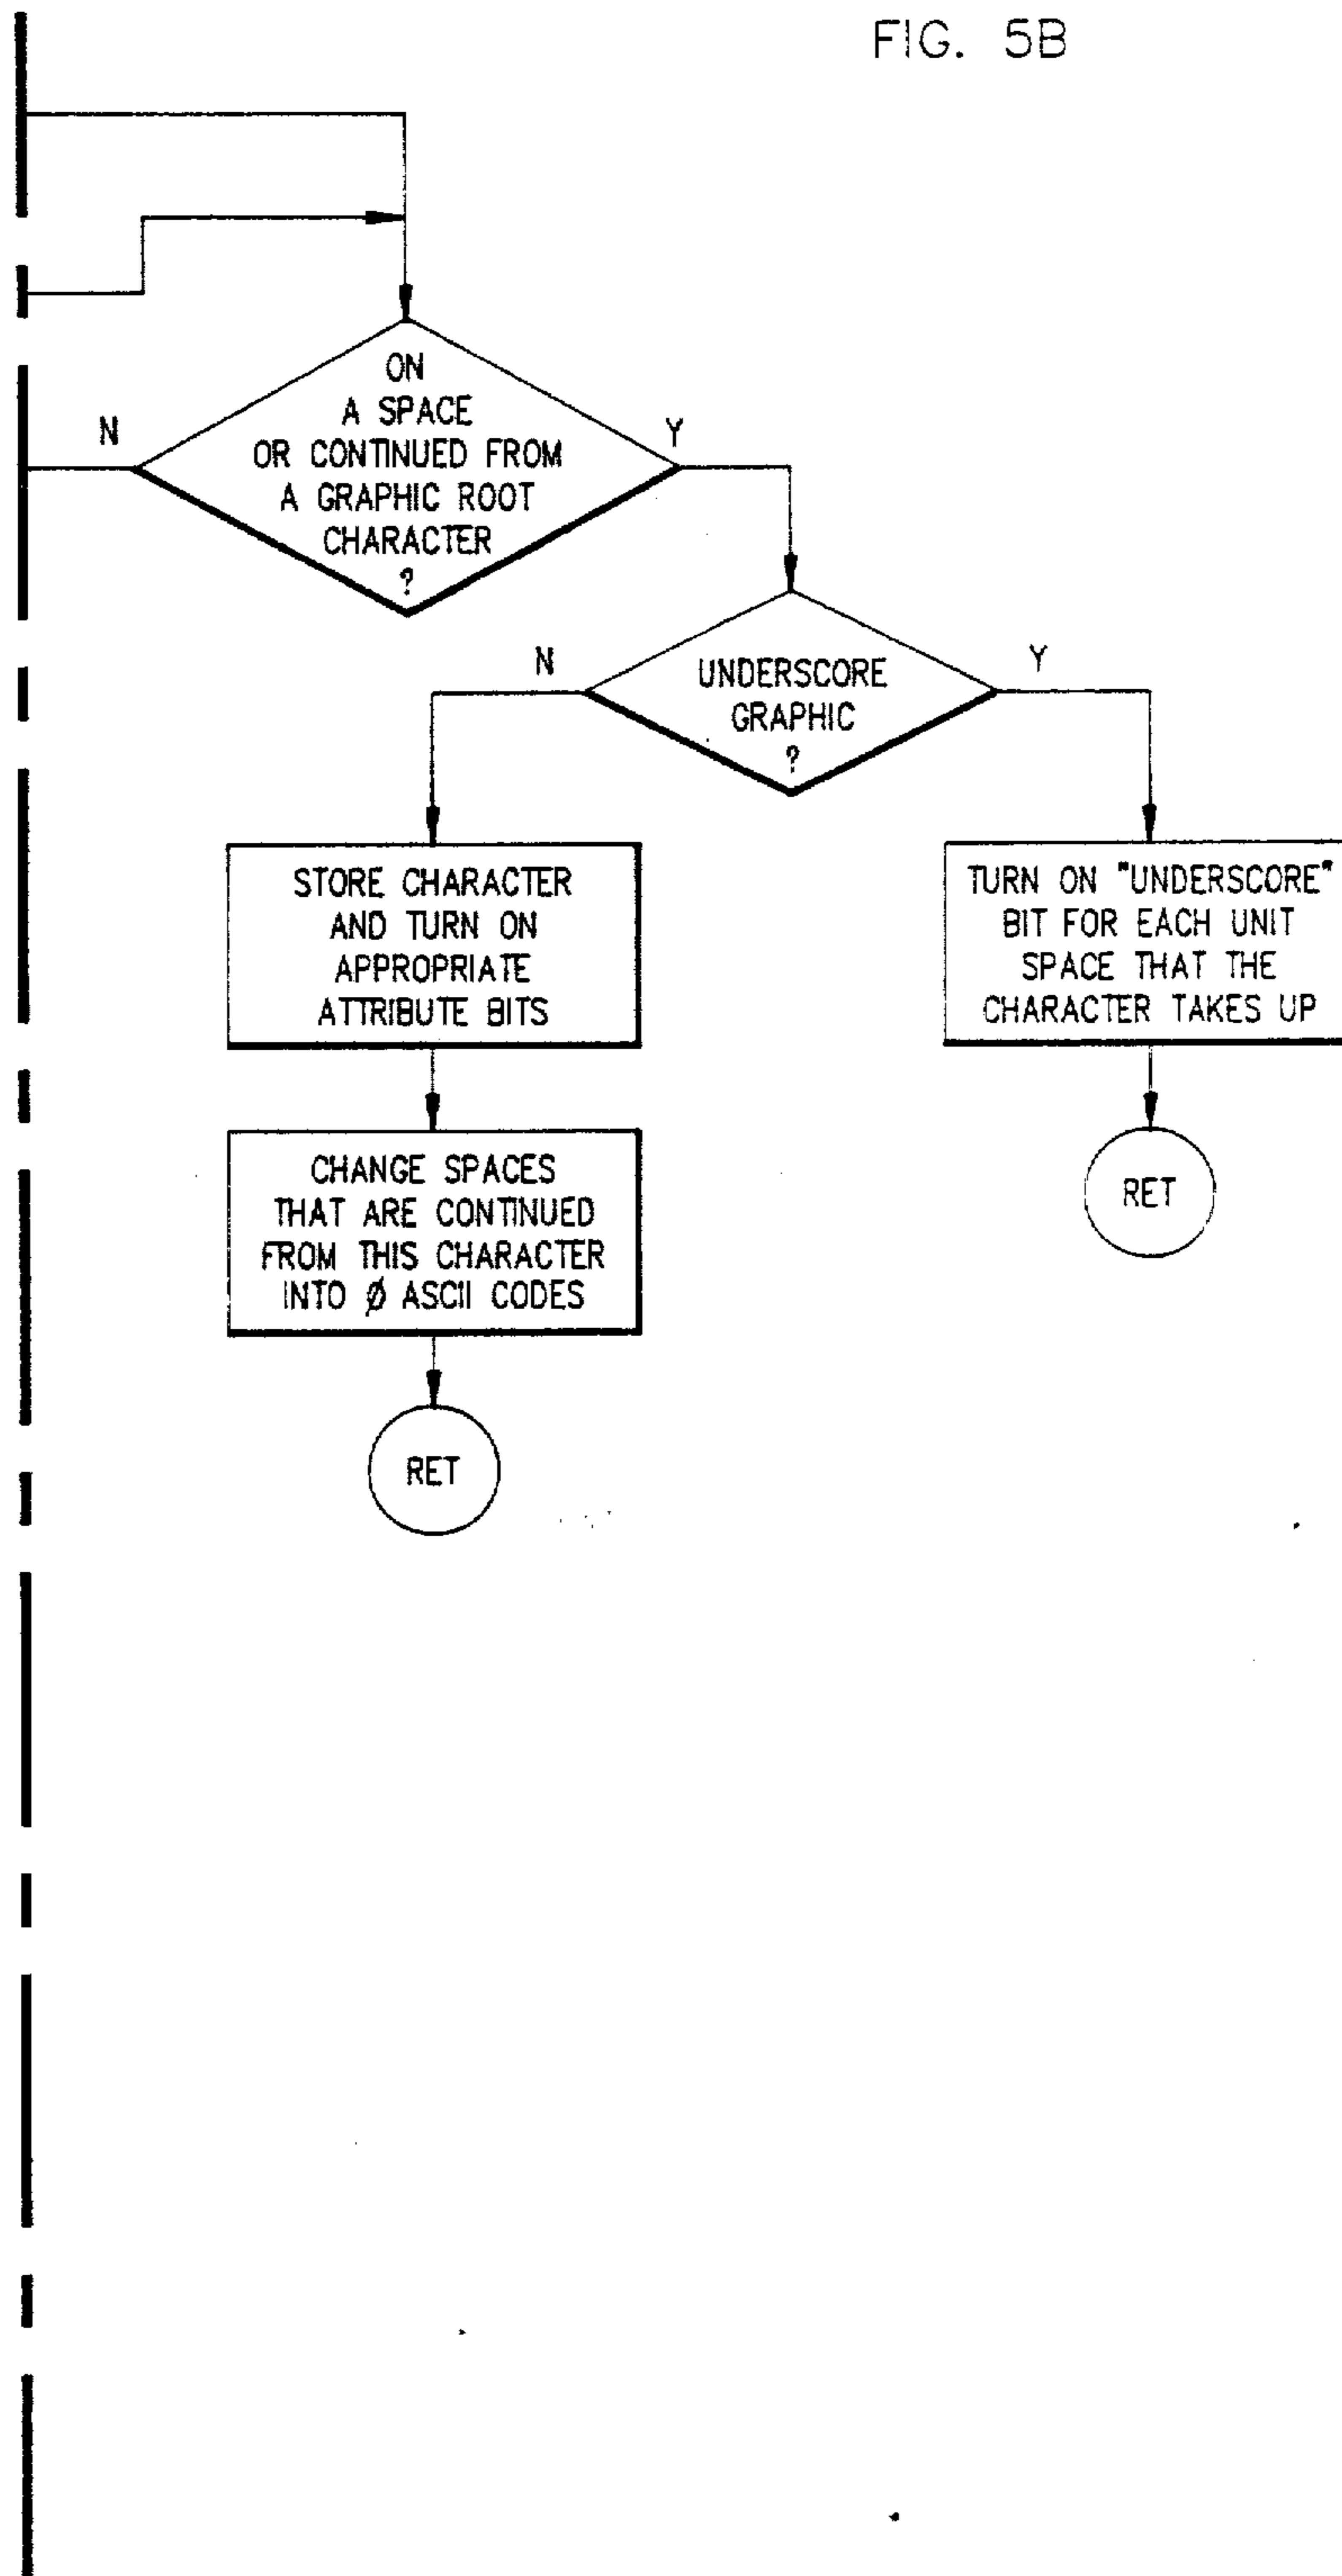 FIG. 5B
ON
A SPACE
OR CONTINUED FROM
A GRAPHIC ROOT
CHARACTER
?
N
Y
UNDERSCORE
GRAPHIC
?
N
Y
STORE CHARACTER
AND TURN ON
APPROPRIATE
ATTRIBUTE BITS
TURN ON "UNDERSCORE"
BIT FOR EACH UNIT
SPACE THAT THE
CHARACTER TAKES UP
CHANGE SPACES
THAT ARE CONTINUED
FROM THIS CHARACTER
INTO Ø ASCII CODES
RET
RET